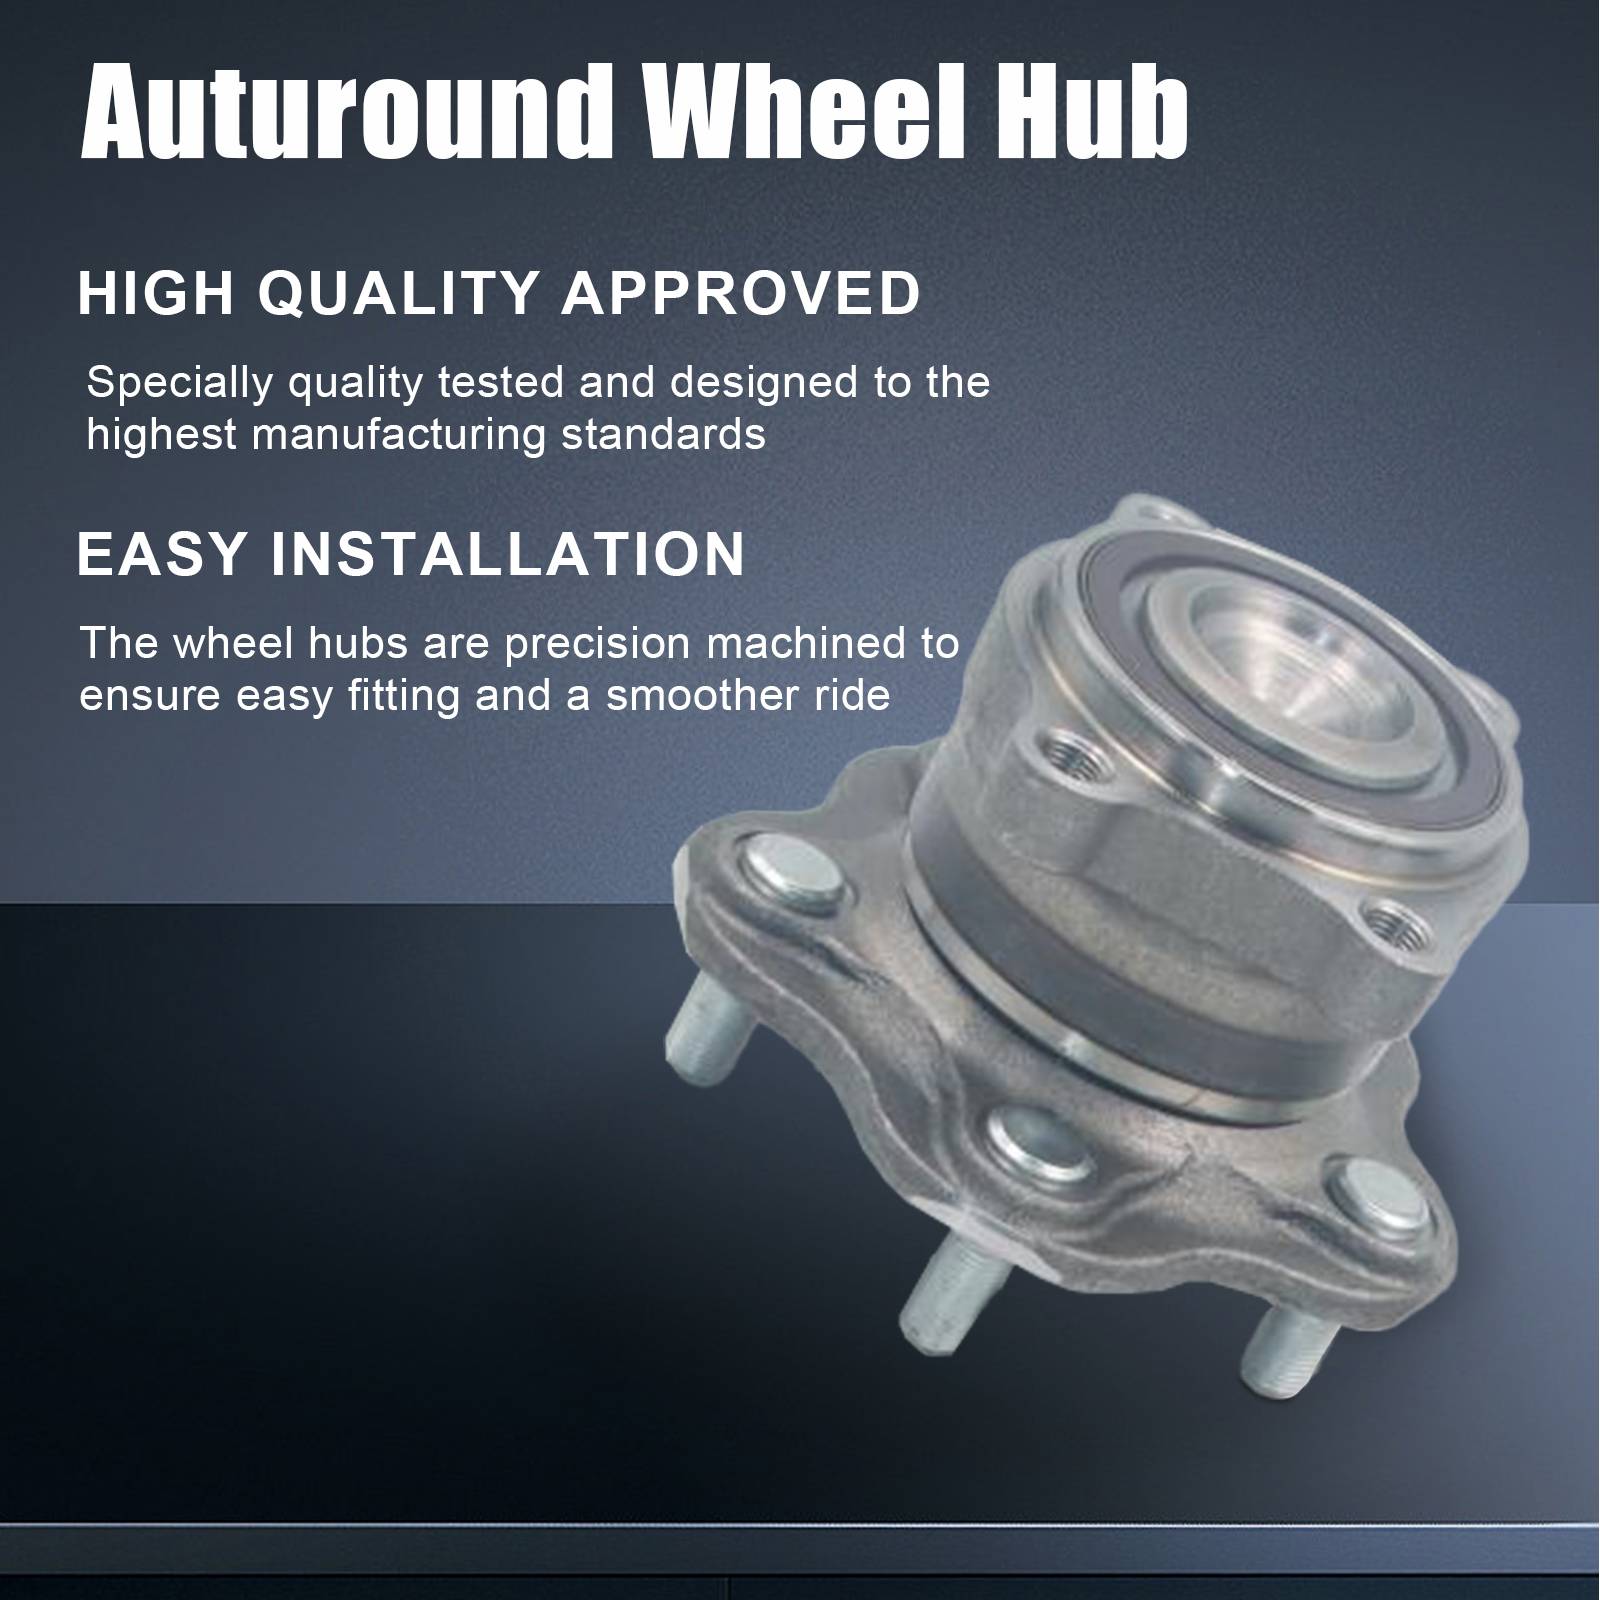 Auturound Wheel Hub
HIGH QUALITY APPROVED
Specially quality tested and designed to the
highest manufacturing standards
EASY INSTALLATION
The wheel hubs are precision machined to
ensure easy fitting and a smoother ride